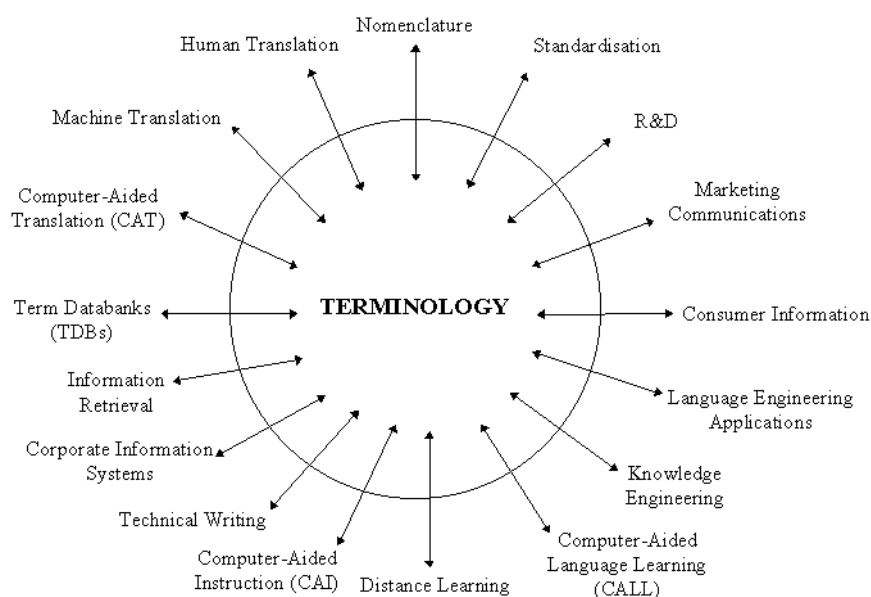 Nomenclature
Human Translation
Standardisation
Machine Translation
R&D
Computer-Aided
Translation (CAT)
Marketing
Communications
TERMINOLOGY
Term Databanks
(TDBs)
Consumer Information
Information
Retrieval
Language Engineering
Applications
Corporate Information
Systems
Knowledge
Engineering
Technical Writing
Computer-Aided
Language Learning
(CALL)
Computer-Aided
Instruction (CAI)
Distance Learning